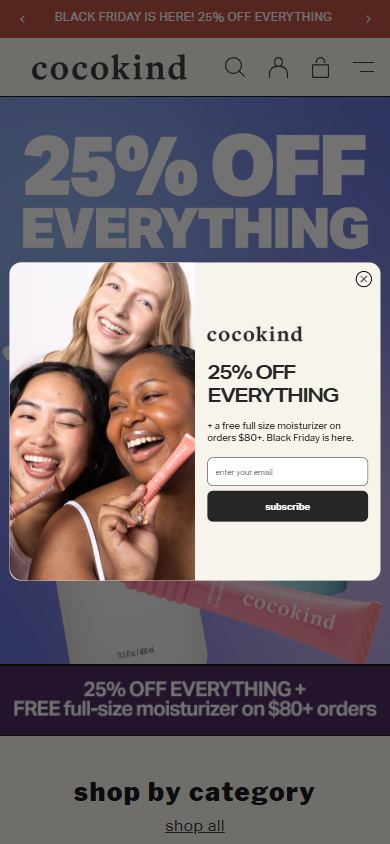 BLACK FRIDAY IS HERE! 25% OFF EVERYTHING
cocokind
25% OFF
EVERYTHING
cocokind
25% OFF
EVERYTHING
+ a free full size moisturizer on
orders $80+. Black Friday is here.
enter your email
subscribe
cocokind
cocokind
25% OFF EVERYTHING +
FREE full-size moisturizer on $80+ orders
shop by category
shop all